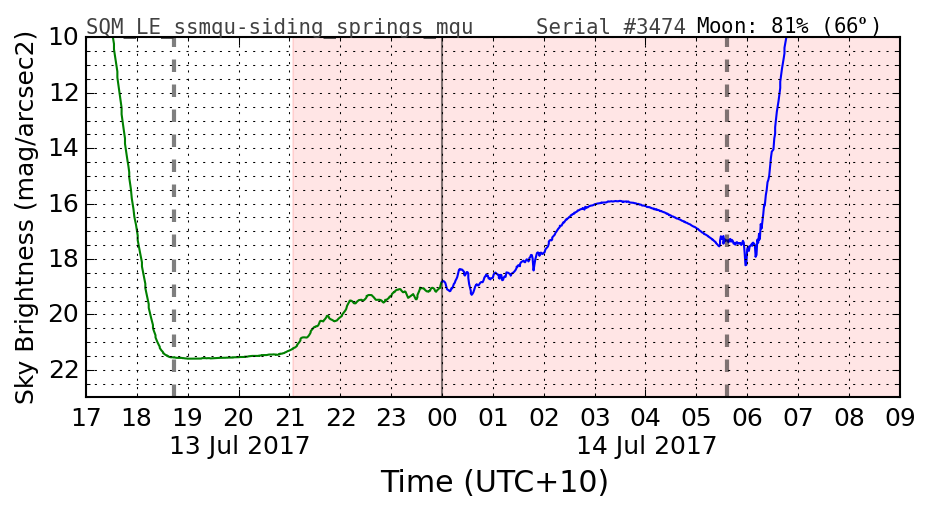 SQM_LE_ssmqu-siding_springs_mqu Serial #3474 Moon: 81% (66°)
Sky Brightness (mag/arcsec2)
10
12
14
16
18
20
22
17 18 19 20 21 22 23 00 01 02 03 04 05 06 07 08 09
13 Jul 2017 14 Jul 2017
Time (UTC+10)